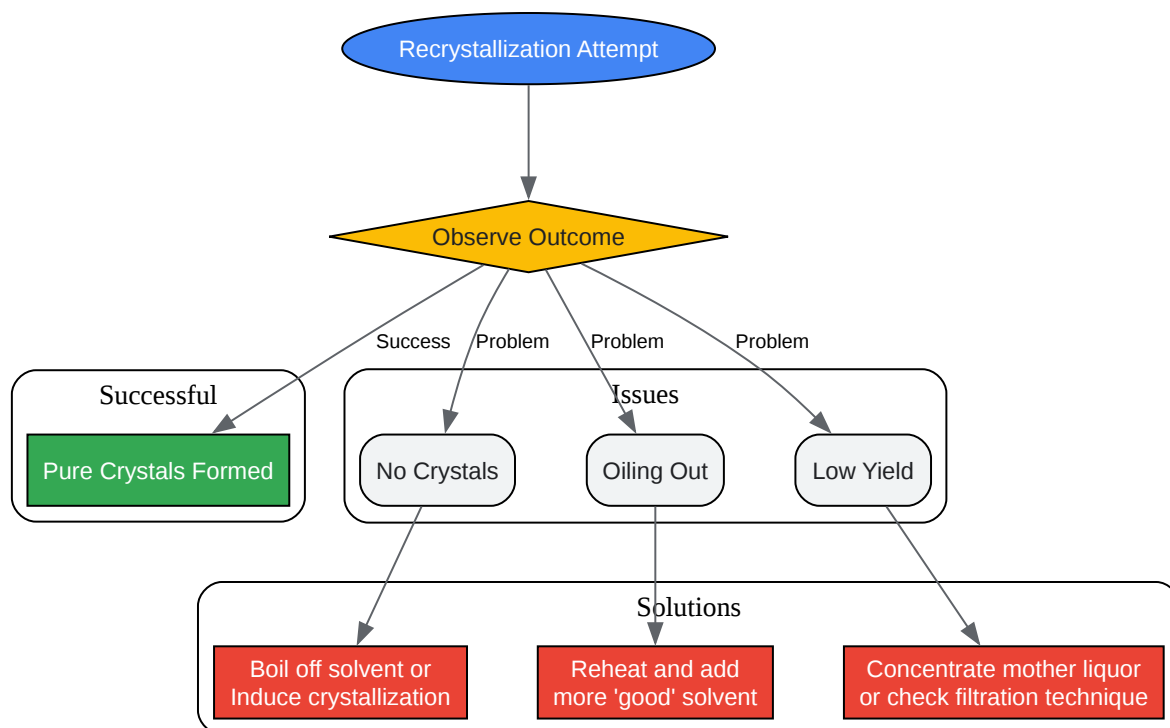 Recrystallization Attempt
Observe Outcome
Success
Problem
Problem
Problem
Successful
Issues
Pure Crystals Formed
No Crystals
Oiling Out
Low Yield
Solutions
Boil off solvent or
Induce crystallization
Reheat and add
more 'good' solvent
Concentrate mother liquor
or check filtration technique